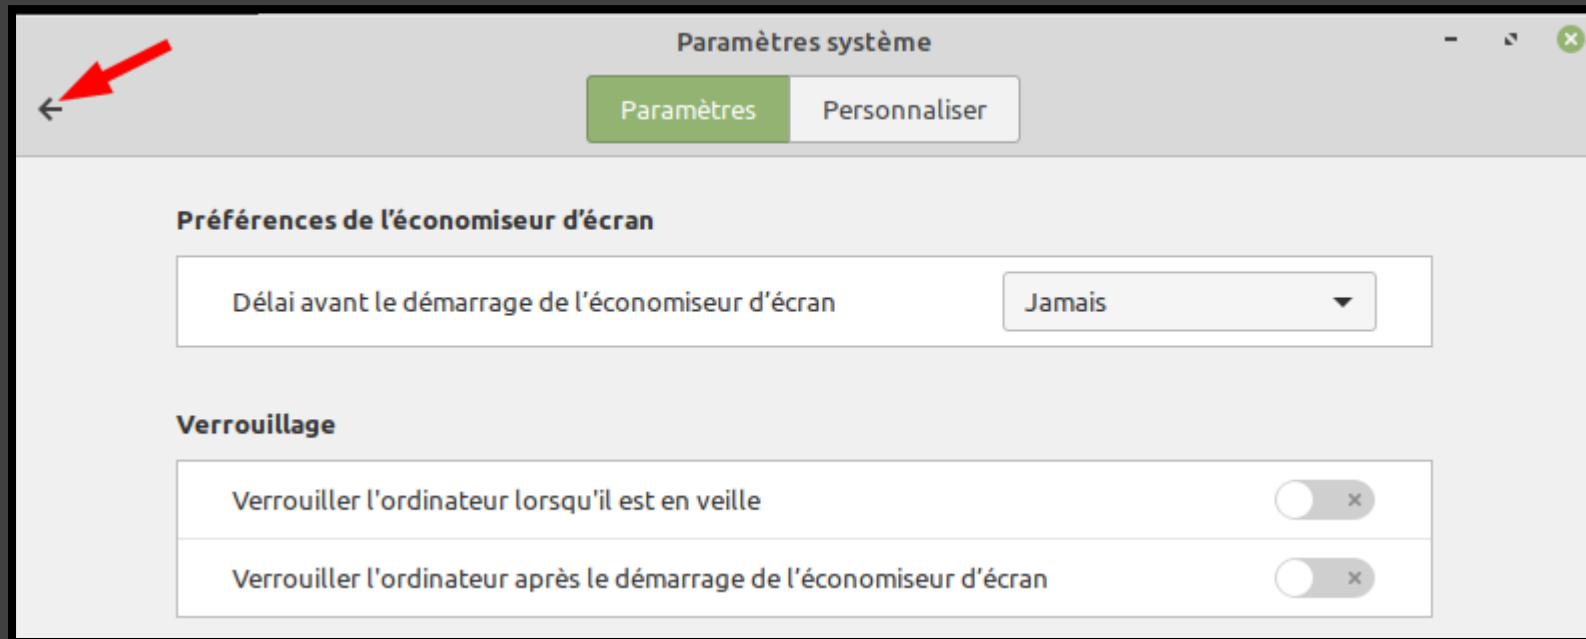 Paramètres système
Paramètres Personnaliser
Préférences de l’économiseur d’écran
Délai avant le démarrage de l’économiseur d’écran Jamais
Verrouillage
Verrouiller l'ordinateur lorsqu'il est en veille
Verrouiller l'ordinateur après le démarrage de l’économiseur d’écran